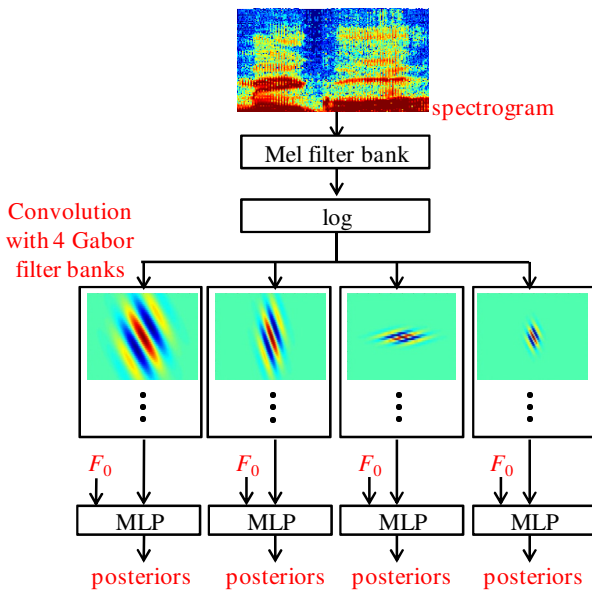 spectrogram
Mel filter bank
log
Convolution
with 4 Gabor
filter banks
F0 F0 F0 F0
MLP MLP MLP MLP
posteriors posteriors posteriors posteriors